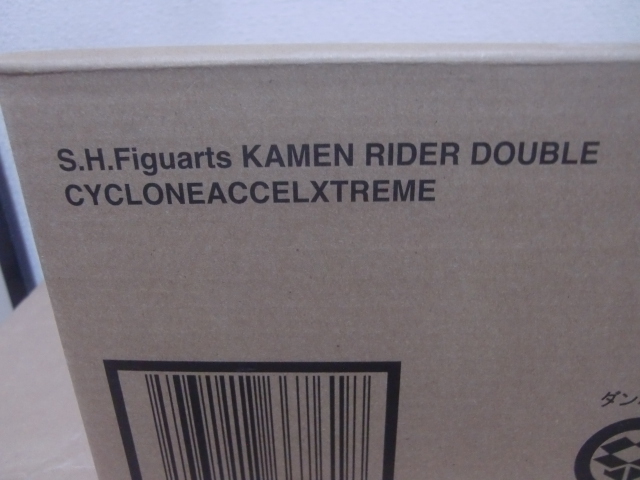 S.H.Figuarts KAMEN RIDER DOUBLE
CYCLONEACCELXTREME